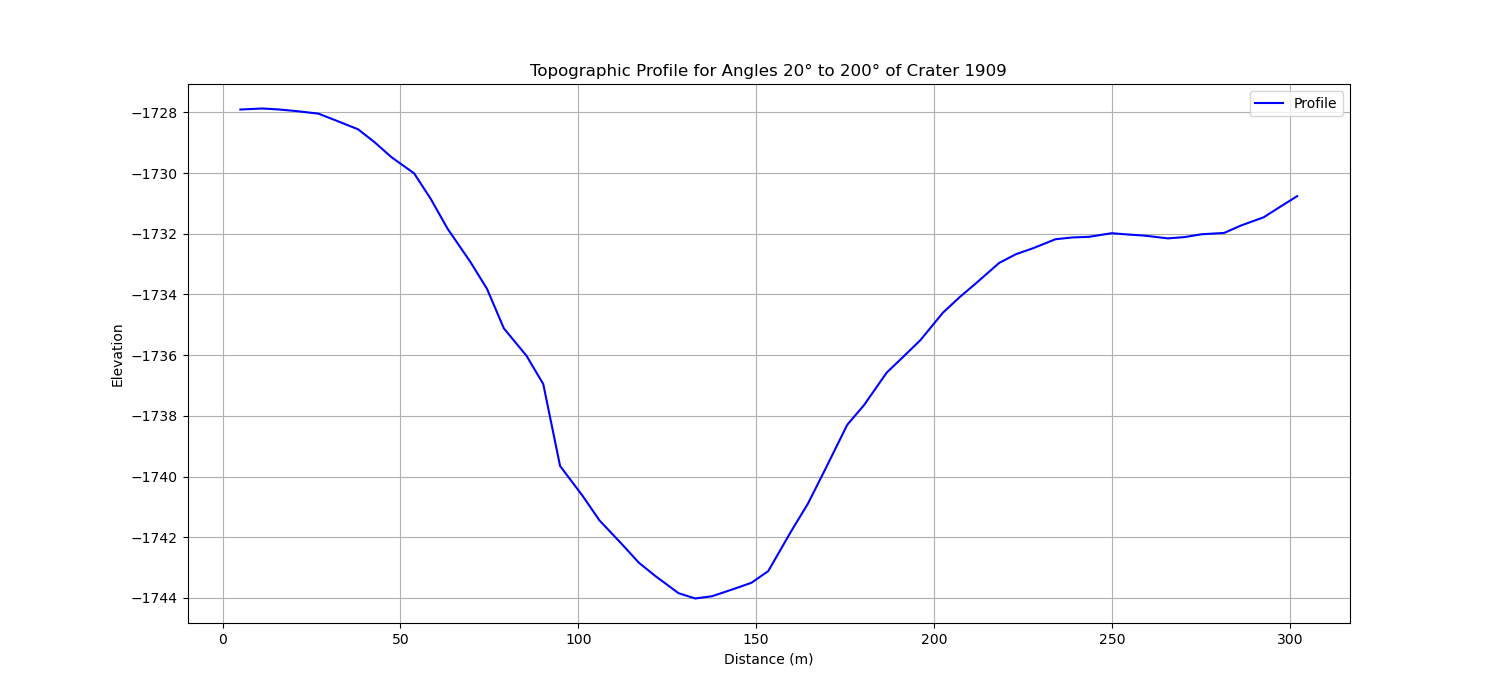 Topographic Profile for Angles 20° to 200° of Crater 1909
Profile
−1728
−1730
−1732
−1734
−1736
−1738
−1740
−1742
−1744
Elevation
0 50 100 150 200 250 300
Distance (m)